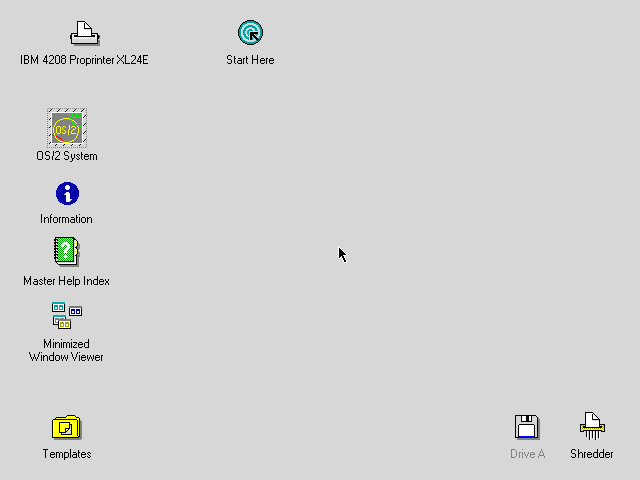 IBM 4208 Proprinter XL24E
Start Here
OS/2
OS/2 System
Information
Master Help Index
Minimized
Window Viewer
Templates
Drive A
Shredder